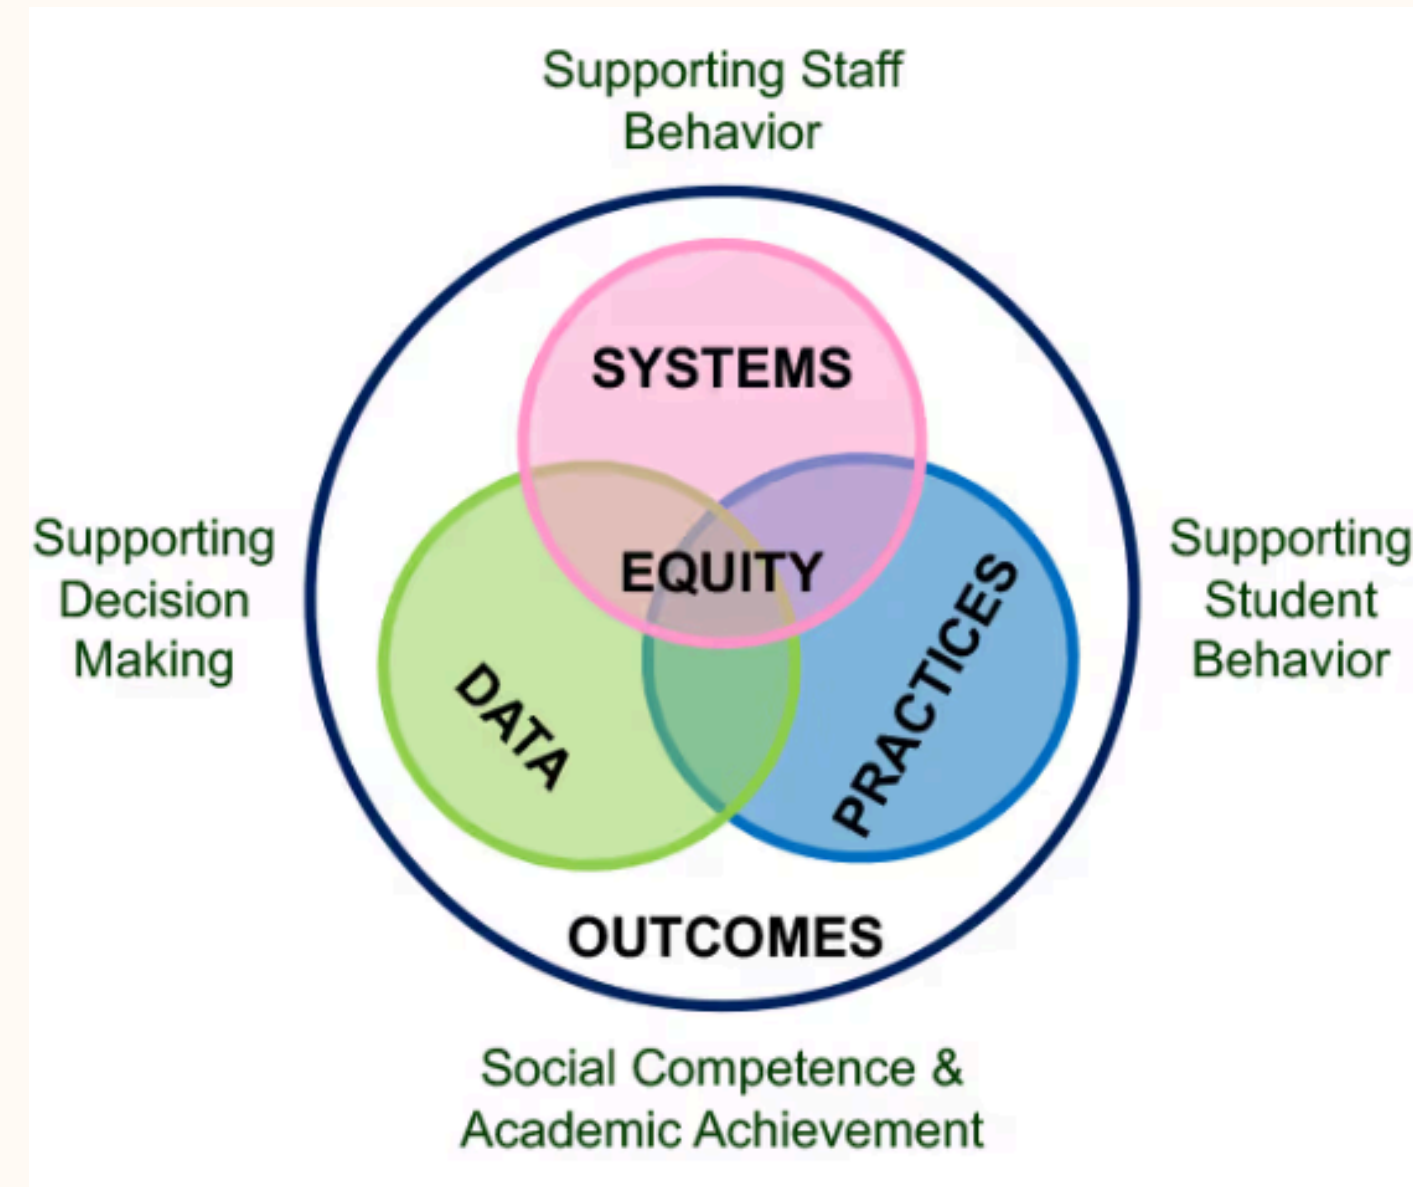 Supporting Staff
Behavior
SYSTEMS
EQUITY
DATA
PRACTICES
OUTCOMES
Supporting
Decision
Making
Supporting
Student
Behavior
Social Competence &
Academic Achievement